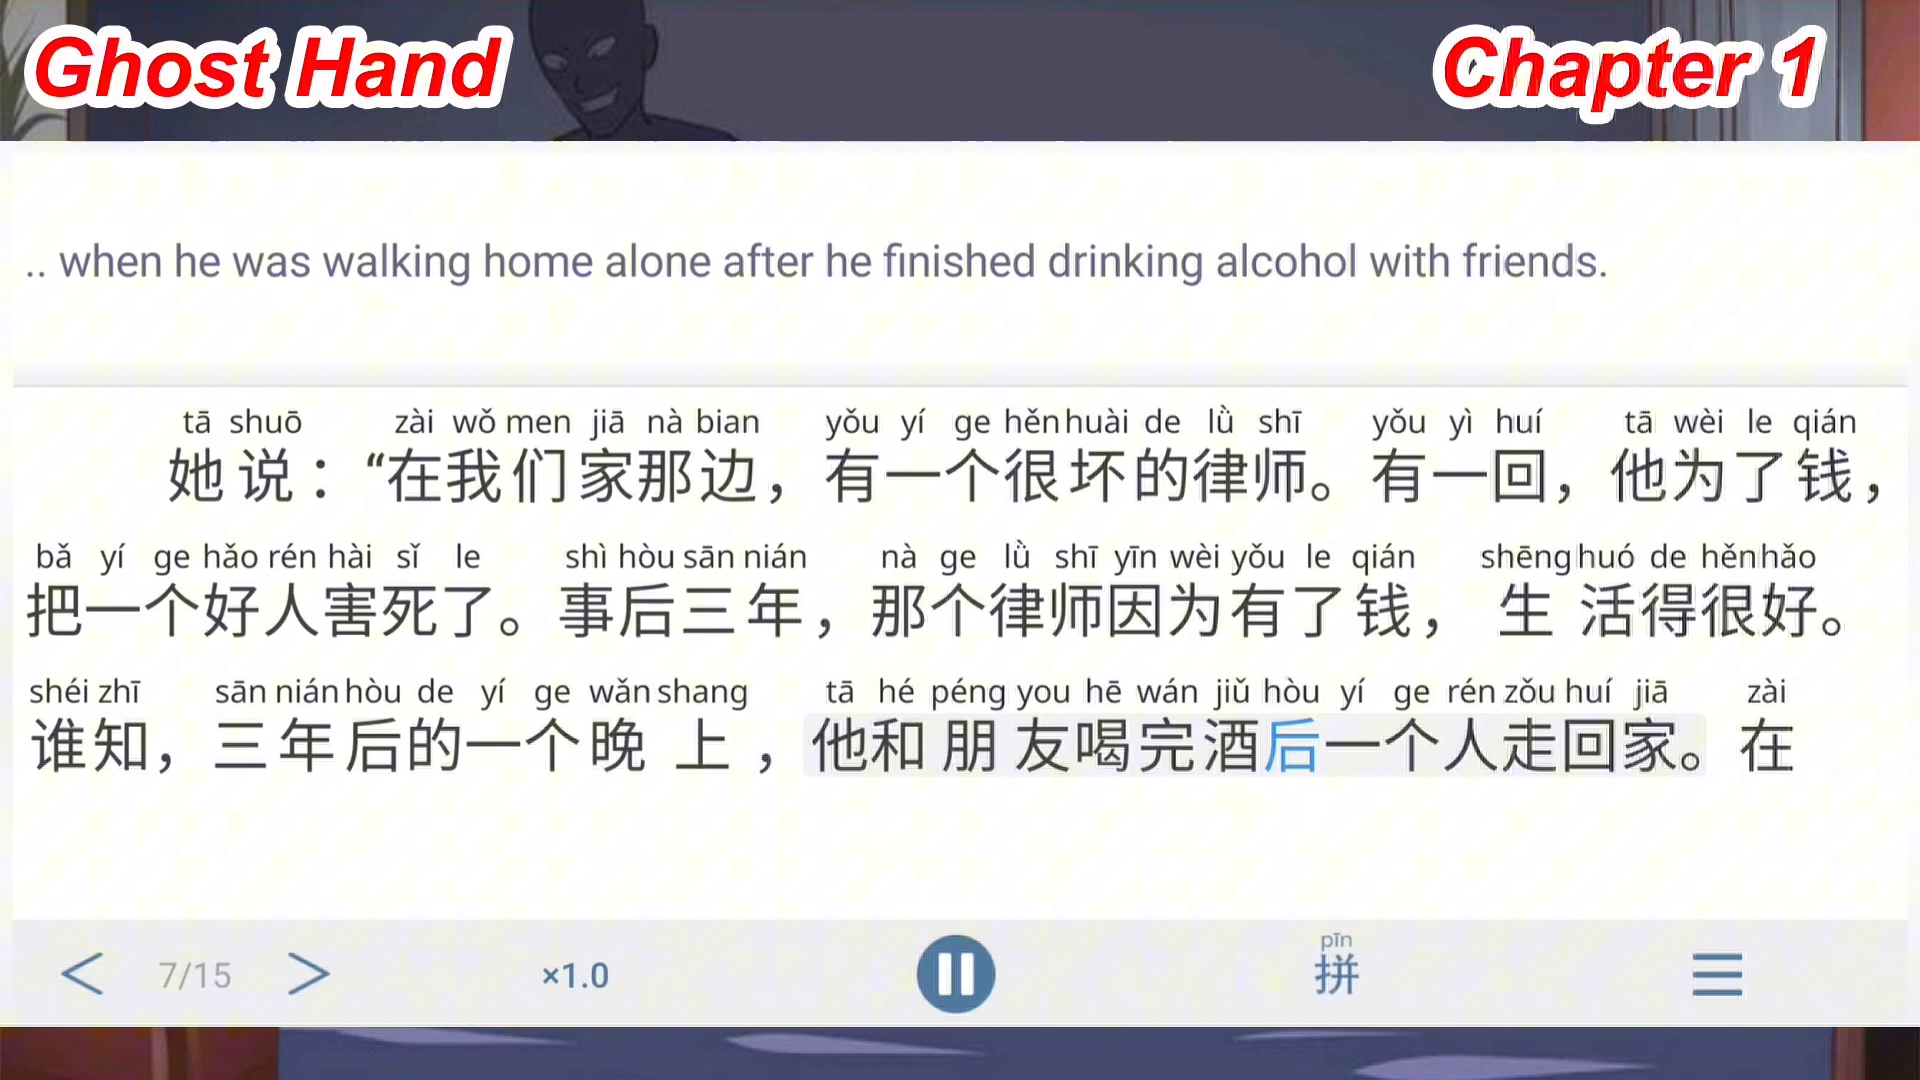 Ghost Hand
Chapter 1
.. when he was walking home alone after he finished drinking alcohol with friends.
tā shuō zài wǒ men jiā nà bian yǒu yí ge hěn huài de lǜ shī yǒu yì huí tā wèi le qián
她说：“在我们家那边，有一个很坏的律师。有一回，他为了钱，
bǎ yí ge hǎo rén hài sǐ le shì hòu sān nián nà ge lǜ shī yīn wèi yǒu le qián shēng huó de hěn hǎo
把一个好人害死了。事后三年，那个律师因为有了钱，生活得很好。
shéi zhī sān nián hòu de yí ge wǎn shang tā hé péng you hē wán jiǔ hòu yí ge rén zǒu huí jiā zài
谁知，三年后的一个晚上，他和朋友喝完酒后一个人走回家。在
7/15
×1.0
pīn
拼